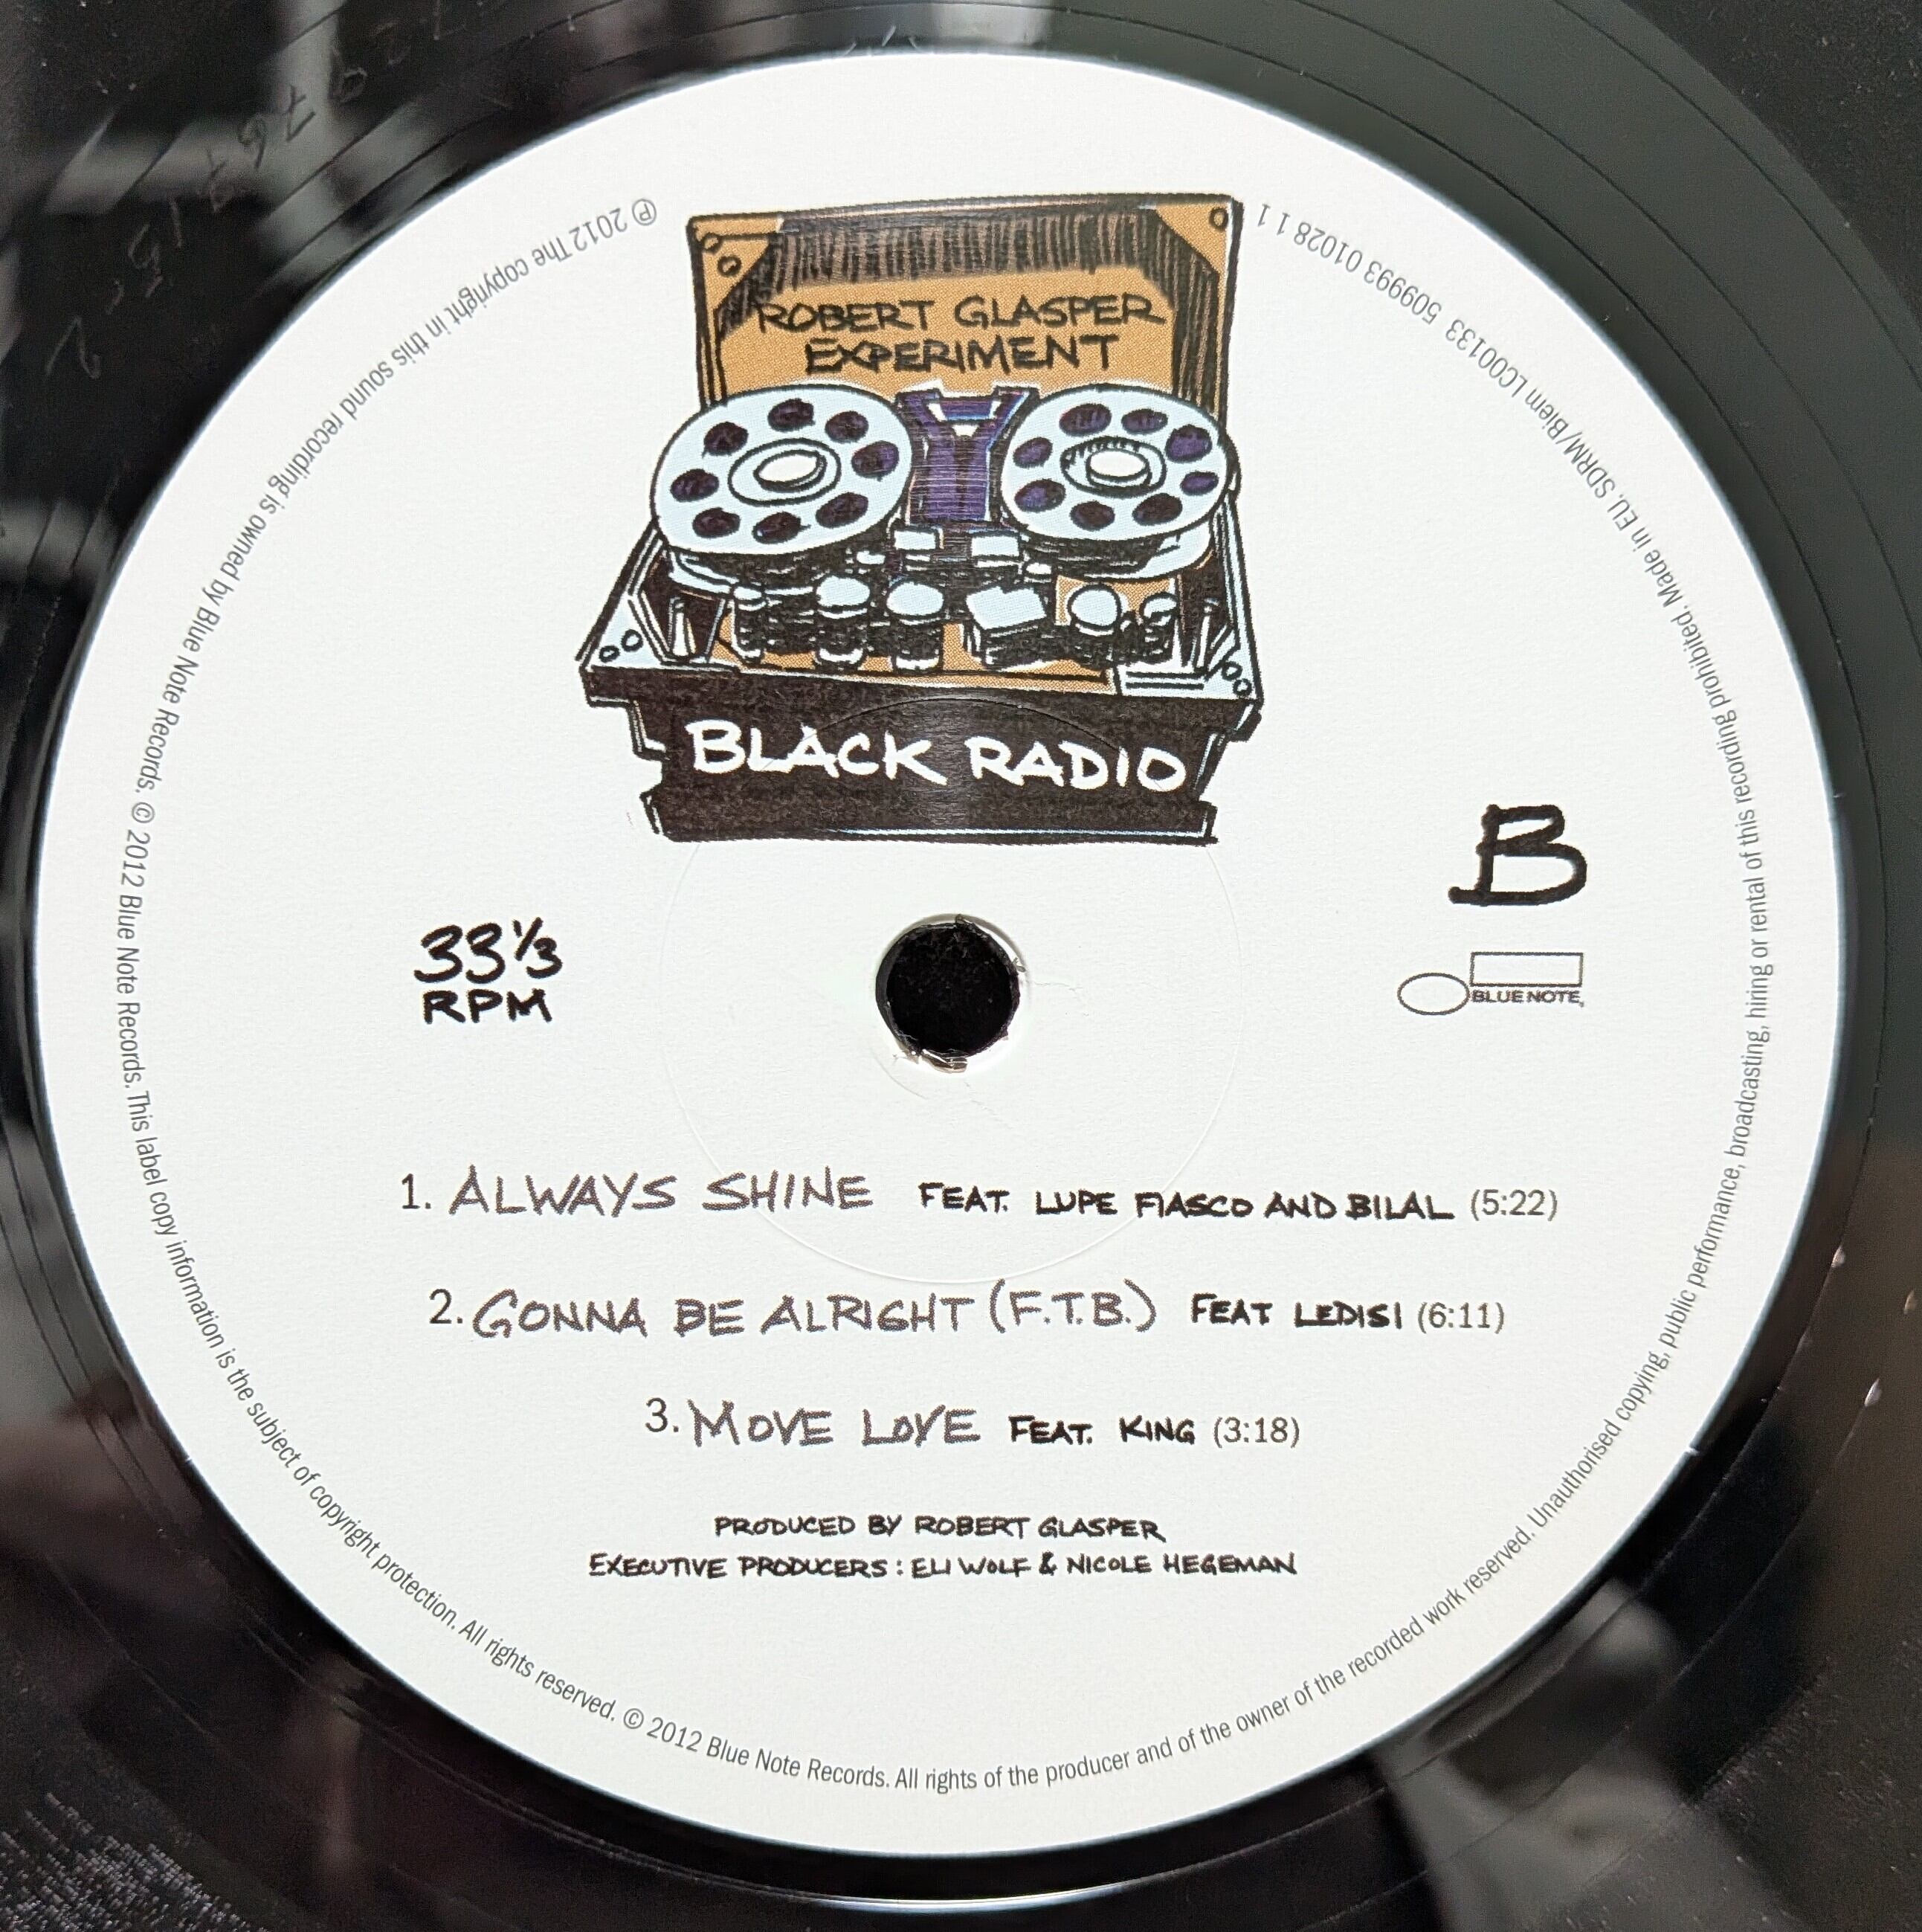 ROBERT GLASPER
EXPERIMENT
BLACK RADIO
B
33⅓
RPM
BLUE NOTE
1. ALWAYS SHINE FEAT. LUPE FIASCO AND BILAL (5:22)
2. GONNA BE ALRIGHT (F.T.B.) FEAT LEDISI (6:11)
3. MOVE LOVE FEAT. KING (3:18)
PRODUCED BY ROBERT GLASPER
EXECUTIVE PRODUCERS : ELI WOLF & NICOLE HEGEMAN
℗ 2012 The copyright in this sound recording is owned by Blue Note Records. © 2012 Blue Note Records. This label copy information is the subject of copyright protection. All rights reserved. © 2012 Blue Note Records. All rights of the producer and of the owner of the recorded work reserved. Unauthorised copying, public performance, broadcasting, hiring or rental of this recording prohibited. Made in EU. SDRM/Biem LC00133 509993 01028 1 1